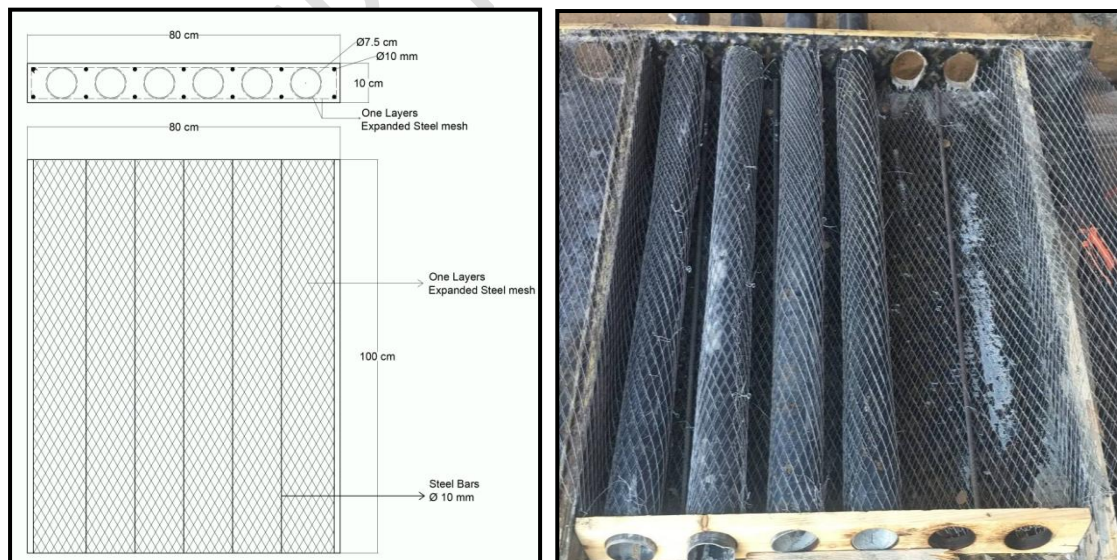 80 cm
Ø7.5 cm
Ø10 mm
10 cm
One Layers
Expanded Steel mesh
80 cm
One Layers
Expanded Steel mesh
100 cm
Steel Bars
Ø 10 mm